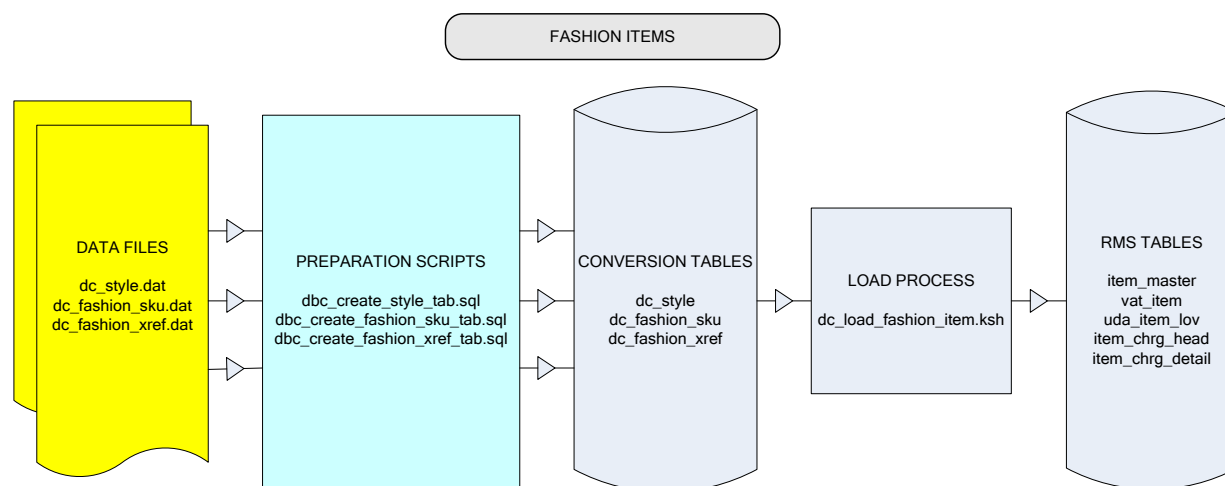 FASHION ITEMS
DATA FILES
dc_style.dat
dc_fashion_sku.dat
dc_fashion_xref.dat
PREPARATION SCRIPTS
dbc_create_style_tab.sql
dbc_create_fashion_sku_tab.sql
dbc_create_fashion_xref_tab.sql
CONVERSION TABLES
dc_style
dc_fashion_sku
dc_fashion_xref
LOAD PROCESS
dc_load_fashion_item.ksh
RMS TABLES
item_master
vat_item
uda_item_lov
item_chrg_head
item_chrg_detail